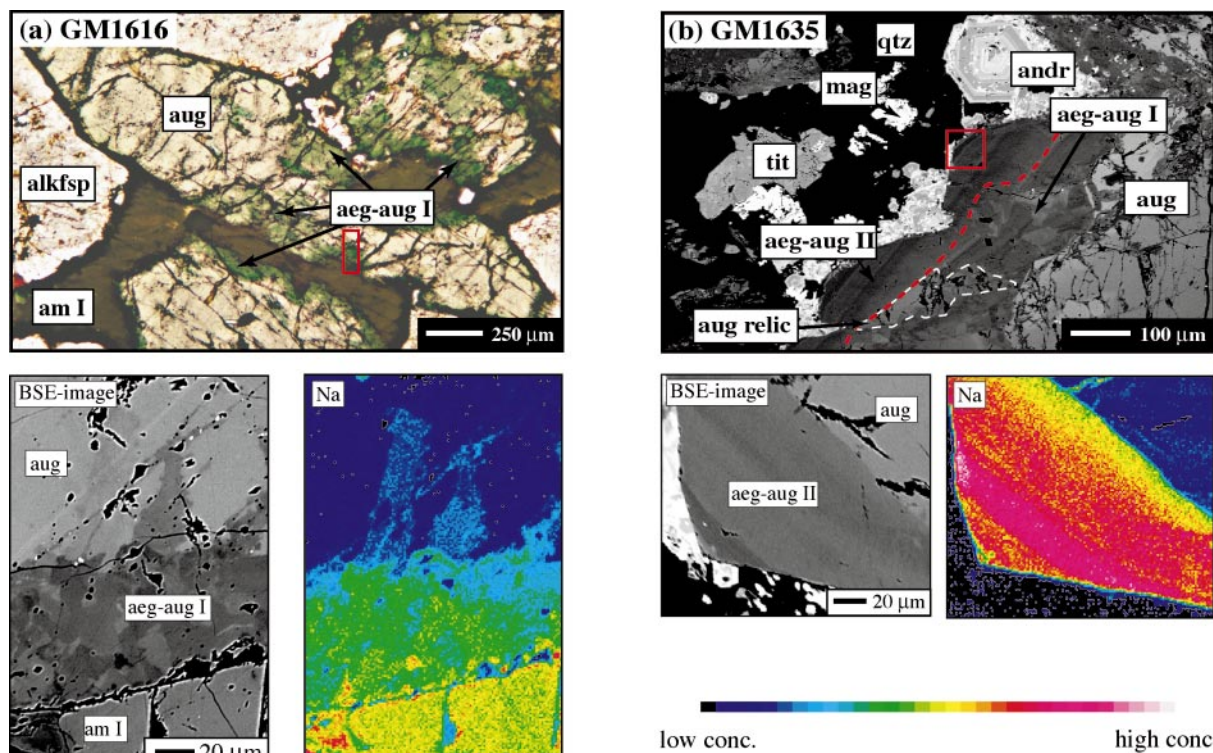 (a) GM1616
aug
alkfsp
aeg-aug I
am I
250 µm
BSE-image
aug
aeg-aug I
am I
20 µm
Na
(b) GM1635
qtz
mag
andr
aeg-aug I
tit
aug
aeg-aug II
aug relic
100 µm
BSE-image
aug
aeg-aug II
20 µm
Na
low conc.
high conc.